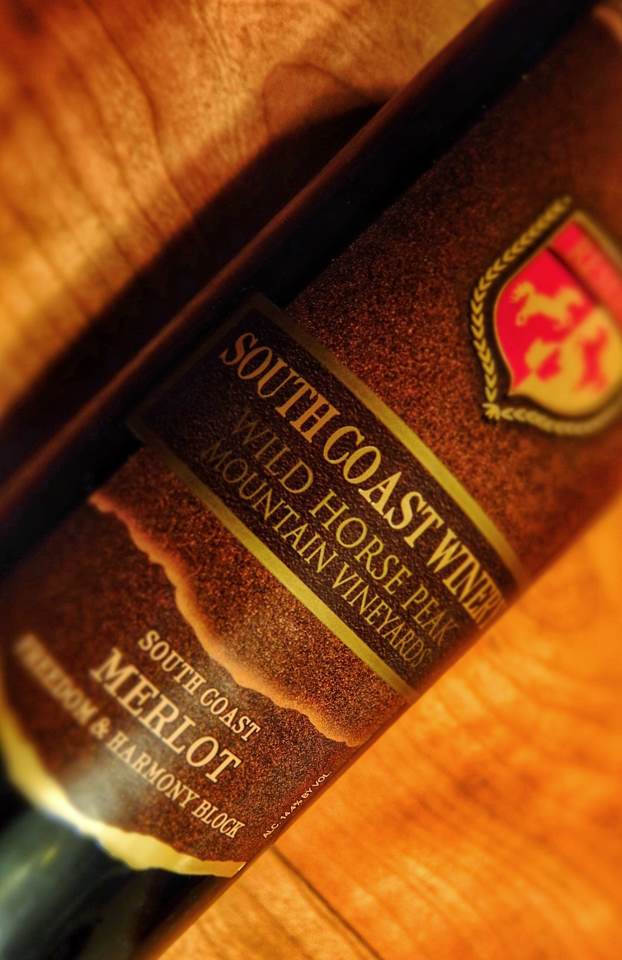 SOUTH COAST WINERY
WILD HORSE PEAK
MOUNTAIN VINEYARDS
SOUTH COAST
MERLOT
FREEDOM & HARMONY BLOCK
ALC. 14.4% BY VOL.